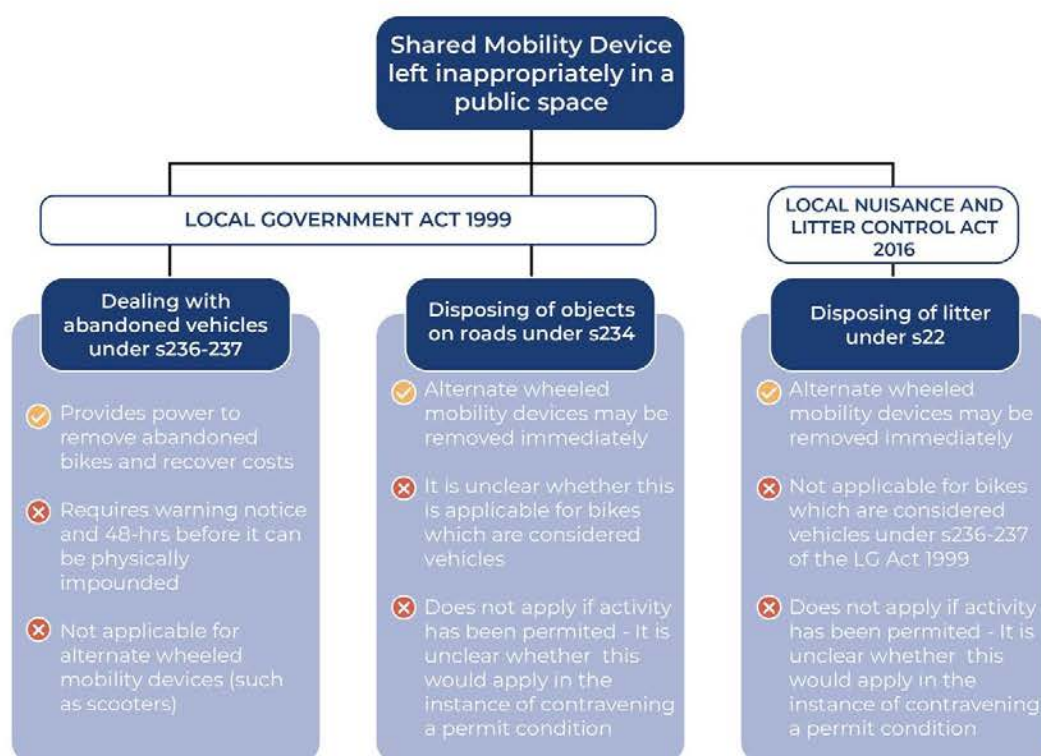 Shared Mobility Device
left inappropriately in a
public space
LOCAL GOVERNMENT ACT 1999
LOCAL NUISANCE AND
LITTER CONTROL ACT
2016
Dealing with
abandoned vehicles
under s236-237
Provides power to
remove abandoned
bikes and recover costs
Requires warning notice
and 48-hrs before it can
be physically
impounded
Not applicable for
alternate wheeled
mobility devices (such
as scooters)
Disposing of objects
on roads under s234
Alternate wheeled
mobility devices may be
removed immediately
It is unclear whether this
is applicable for bikes
which are considered
vehicles
Does not apply if activity
has been permited - It is
unclear whether this
would apply in the
instance of contravening
a permit condition
Disposing of litter
under s22
Alternate wheeled
mobility devices may be
removed Immediately
Not applicable for bikes
which are considered
vehicles under s236-237
of the LG Act 1999
Does not apply if activity
has been permited - It is
unclear whether this
would apply in the
instance of contravening
a permit condition